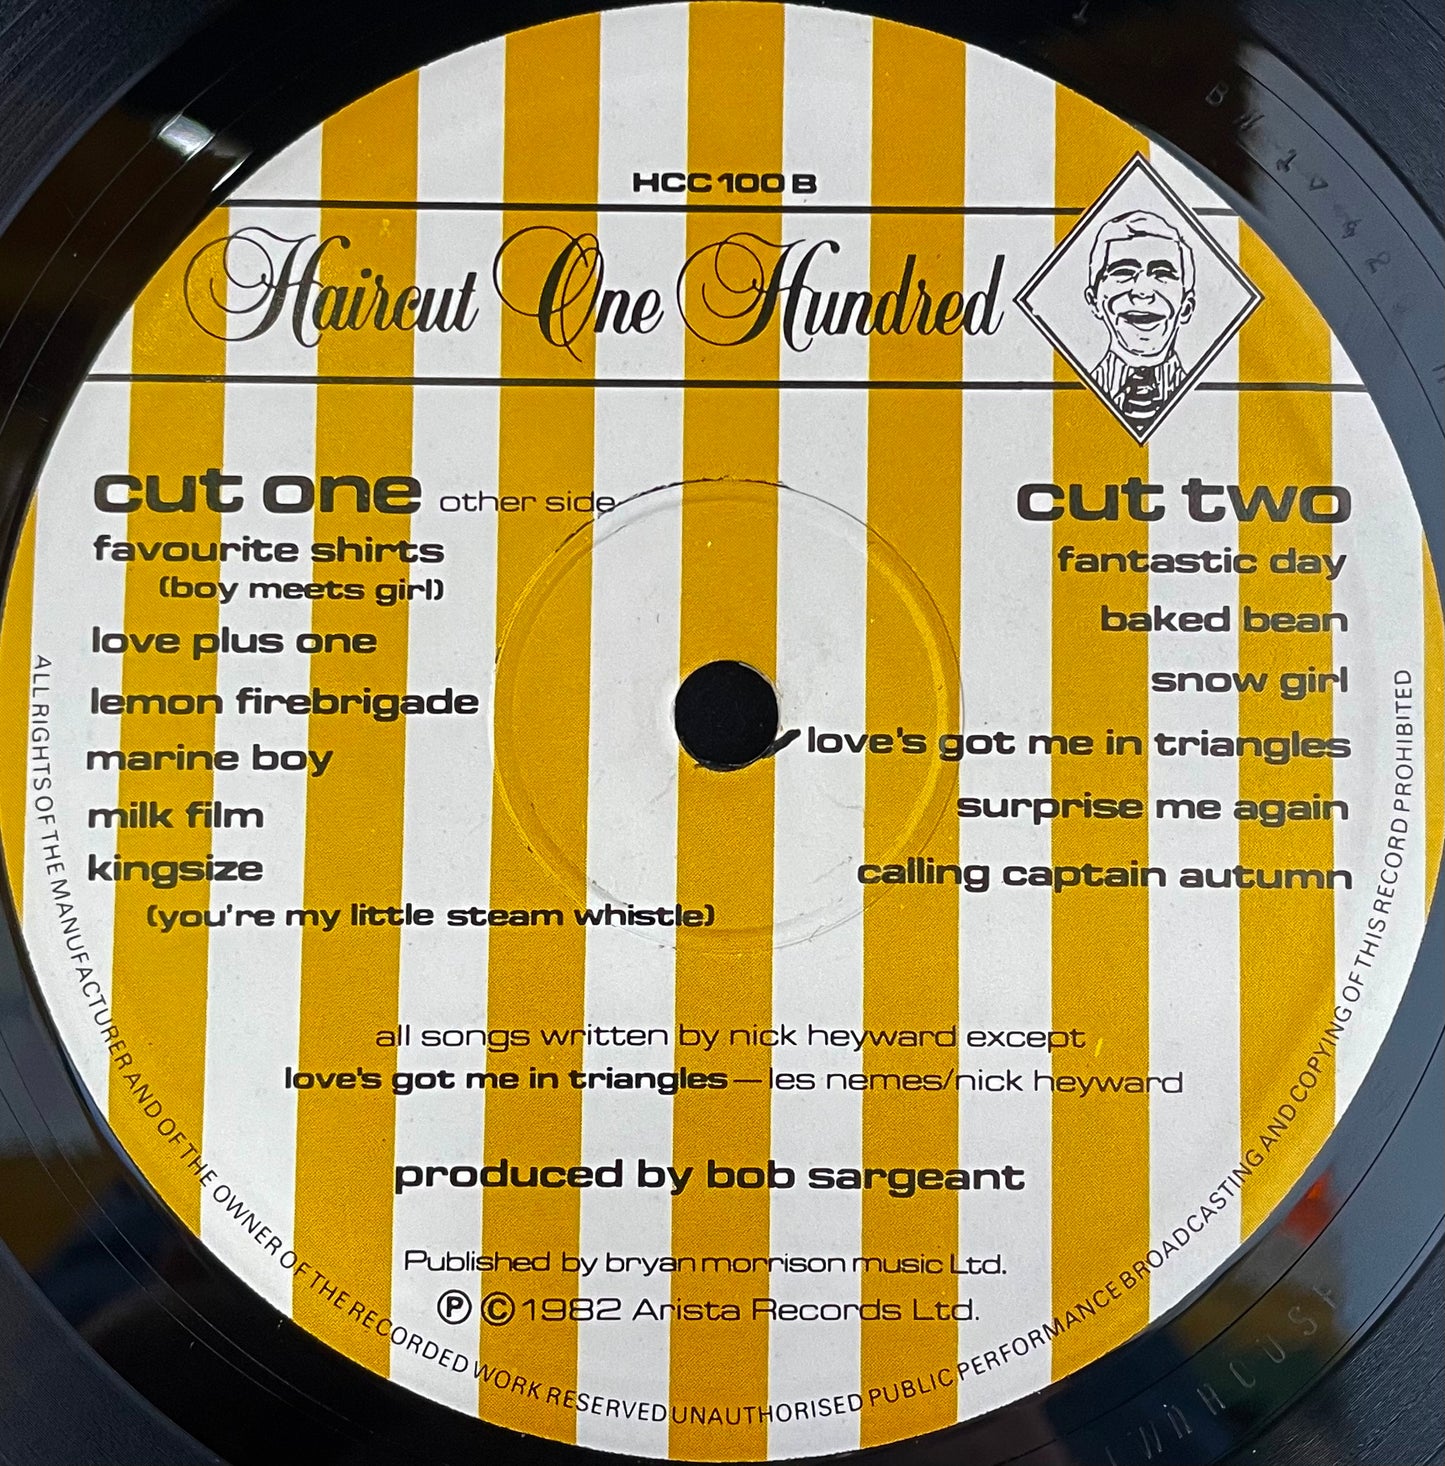 HCC 100 B
Haircut One Hundred
cut one other side
favourite shirts
(boy meets girl)
love plus one
lemon firebrigade
marine boy
milk film
kingsize
(you're my little steam whistle)
cut two
fantastic day
baked bean
snow girl
love's got me in triangles
surprise me again
calling captain autumn
all songs written by nick heyward except
love's got me in triangles—les nemes/nick heyward
produced by bob sargeant
Published by bryan morrison music Ltd.
℗ © 1982 Arista Records Ltd.
ALL RIGHTS OF THE MANUFACTURER AND OF THE OWNER OF THE RECORDED WORK RESERVED UNAUTHORISED PUBLIC PERFORMANCE BROADCASTING AND COPYING OF THIS RECORD PROHIBITED